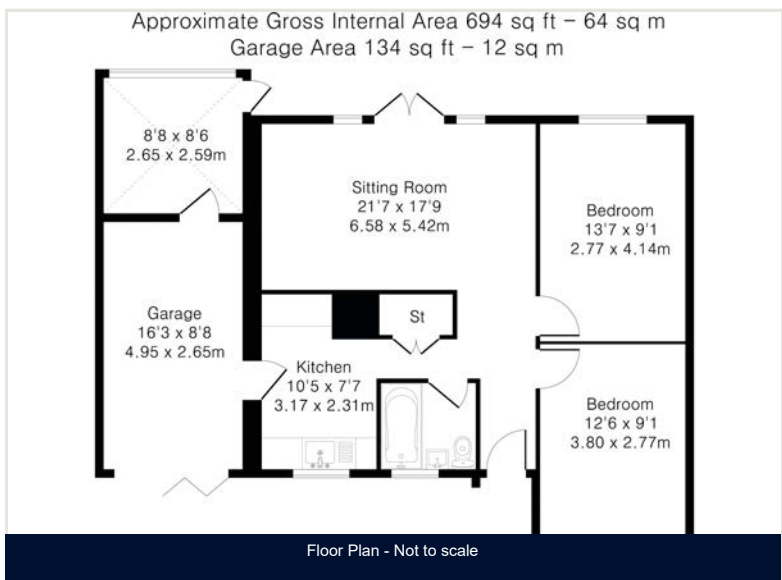 Approximate Gross Internal Area 694 sq ft – 64 sq m
Garage Area 134 sq ft – 12 sq m
8'8 x 8'6
2.65 x 2.59m
Sitting Room
21'7 x 17'9
6.58 x 5.42m
Bedroom
13'7 x 9'1
2.77 x 4.14m
Garage
16'3 x 8'8
4.95 x 2.65m
St
Kitchen
10'5 x 7'7
3.17 x 2.31m
Bedroom
12'6 x 9'1
3.80 x 2.77m
Floor Plan - Not to scale